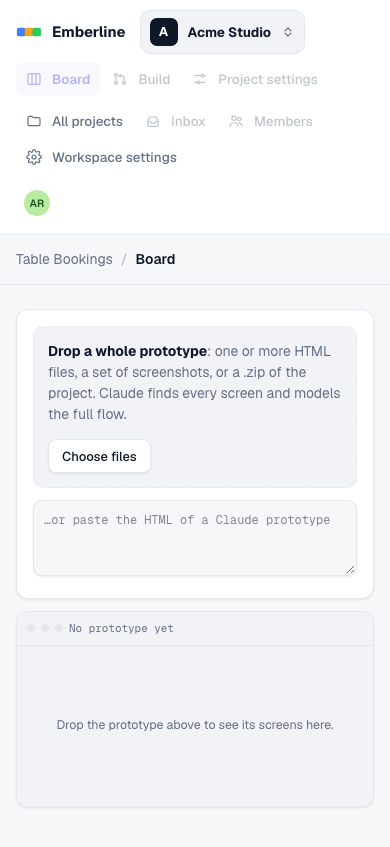 Emberline
A
Acme Studio
Board
Build
Project settings
All projects
Inbox
Members
Workspace settings
AR
Table Bookings / Board
Drop a whole prototype: one or more HTML
files, a set of screenshots, or a .zip of the
project. Claude finds every screen and models
the full flow.
Choose files
…or paste the HTML of a Claude prototype
No prototype yet
Drop the prototype above to see its screens here.